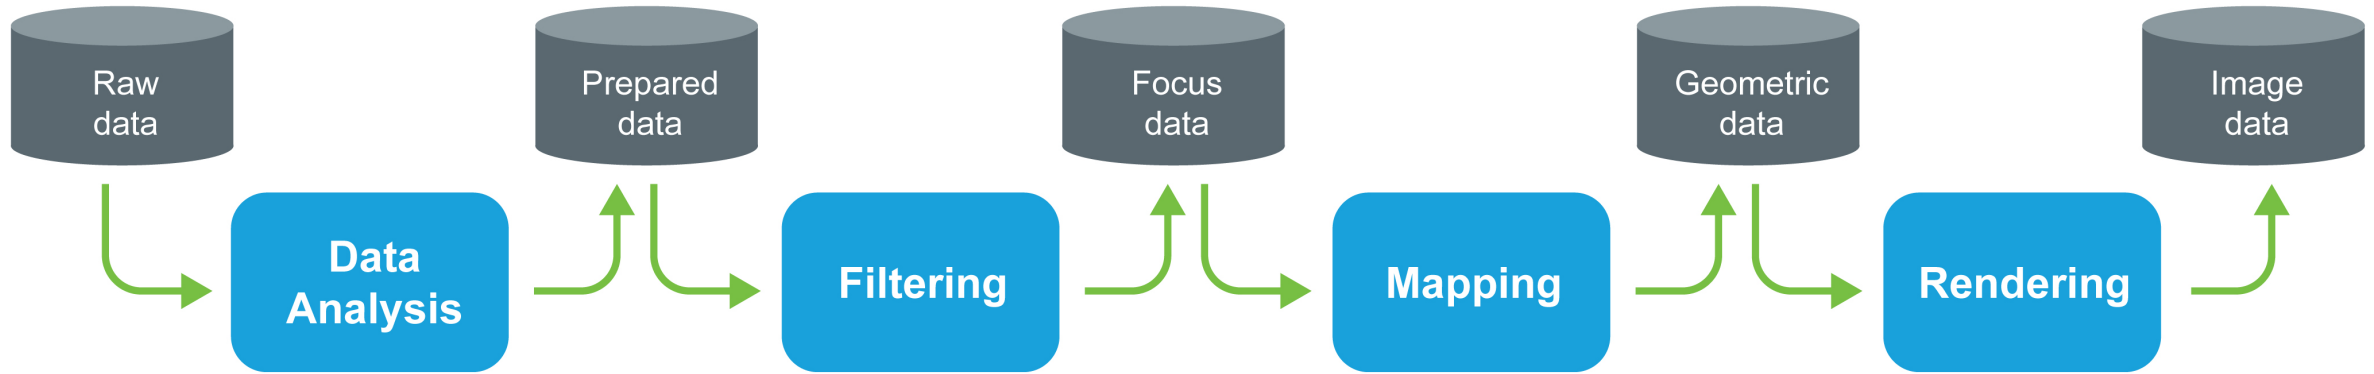 Raw
data
Prepared
data
Focus
data
Geometric
data
Image
data
Data
Analysis
Filtering
Mapping
Rendering